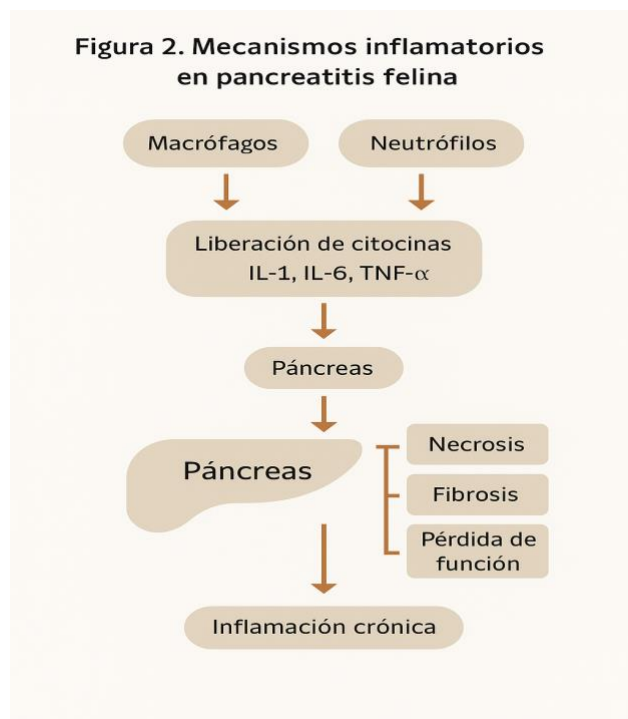 Figura 2. Mecanismos inflamatorios
en pancreatitis felina
Macrófagos
Neutrófilos
Liberación de citocinas
IL-1, IL-6, TNF-α
Páncreas
Páncreas
Necrosis
Fibrosis
Pérdida de
función
Inflamación crónica